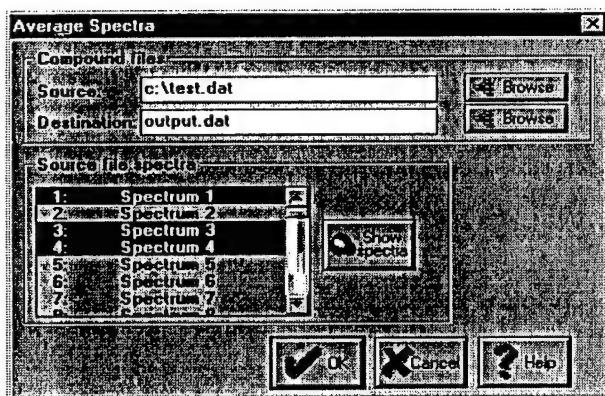 Average Spectra
Compound files
Source: c:\test.dat Browse
Destination: output.dat Browse
Source file spectra
1: Spectrum 1
2: Spectrum 2
3: Spectrum 3
4: Spectrum 4
5 Spectrum 5
6: Spectrum 6
7 Spectrum 7
Show
spectra
OK Cancel Help